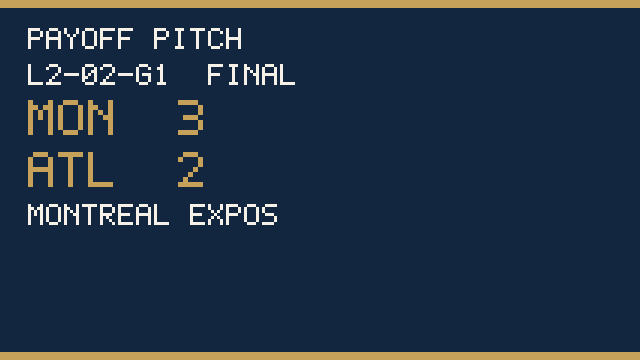 PAYOFF PITCH
L2-02-G1  FINAL
MON  3
ATL  2
MONTREAL EXPOS